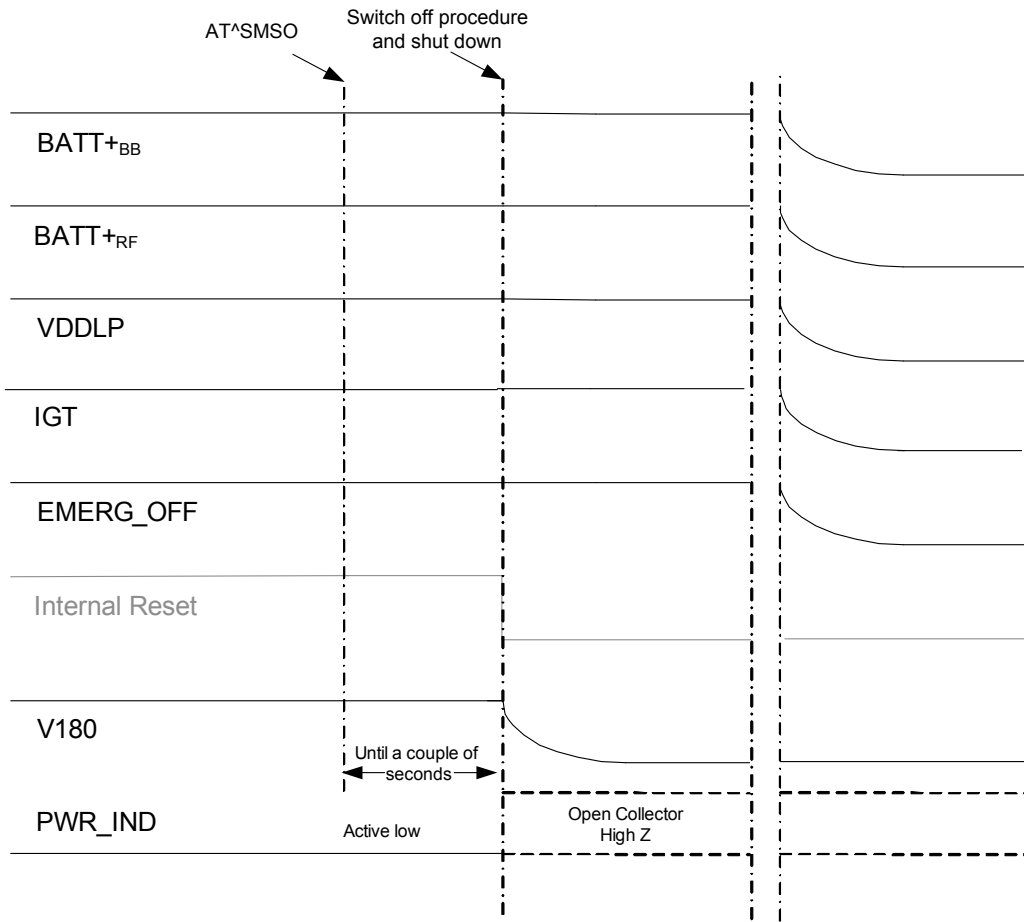 AT^SMSO
Switch off procedure
and shut down
BATT+BB
BATT+RF
VDDLP
IGT
EMERG_OFF
Internal Reset
V180
Until a couple of
seconds
PWR_IND
Active low
Open Collector
High Z